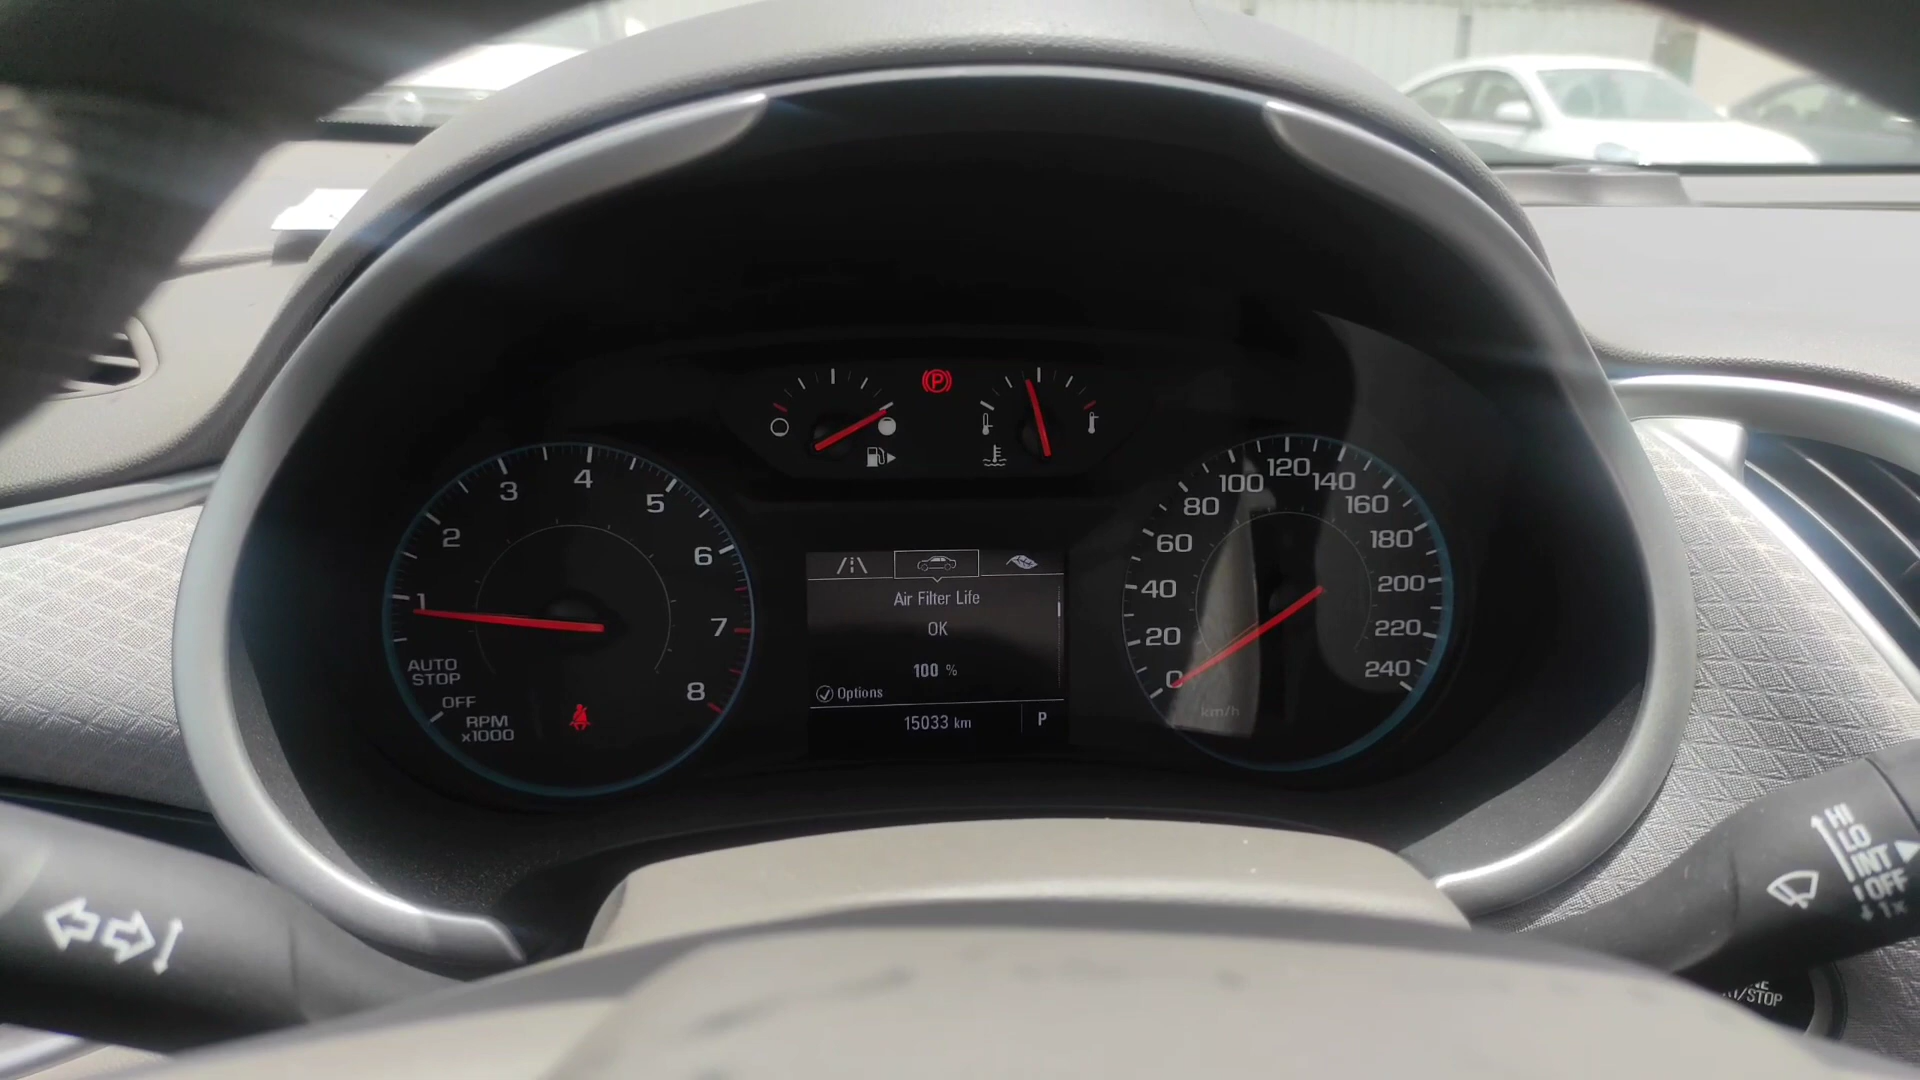 1
2
3
4
5
6
7
8
AUTO
STOP
OFF
RPM
x1000
P
Air Filter Life
OK
100 %
Options
15033 km
P
0
20
40
60
80
100
120
140
160
180
200
220
240
km/h
HI
LO
INT
OFF
1x
/STOP